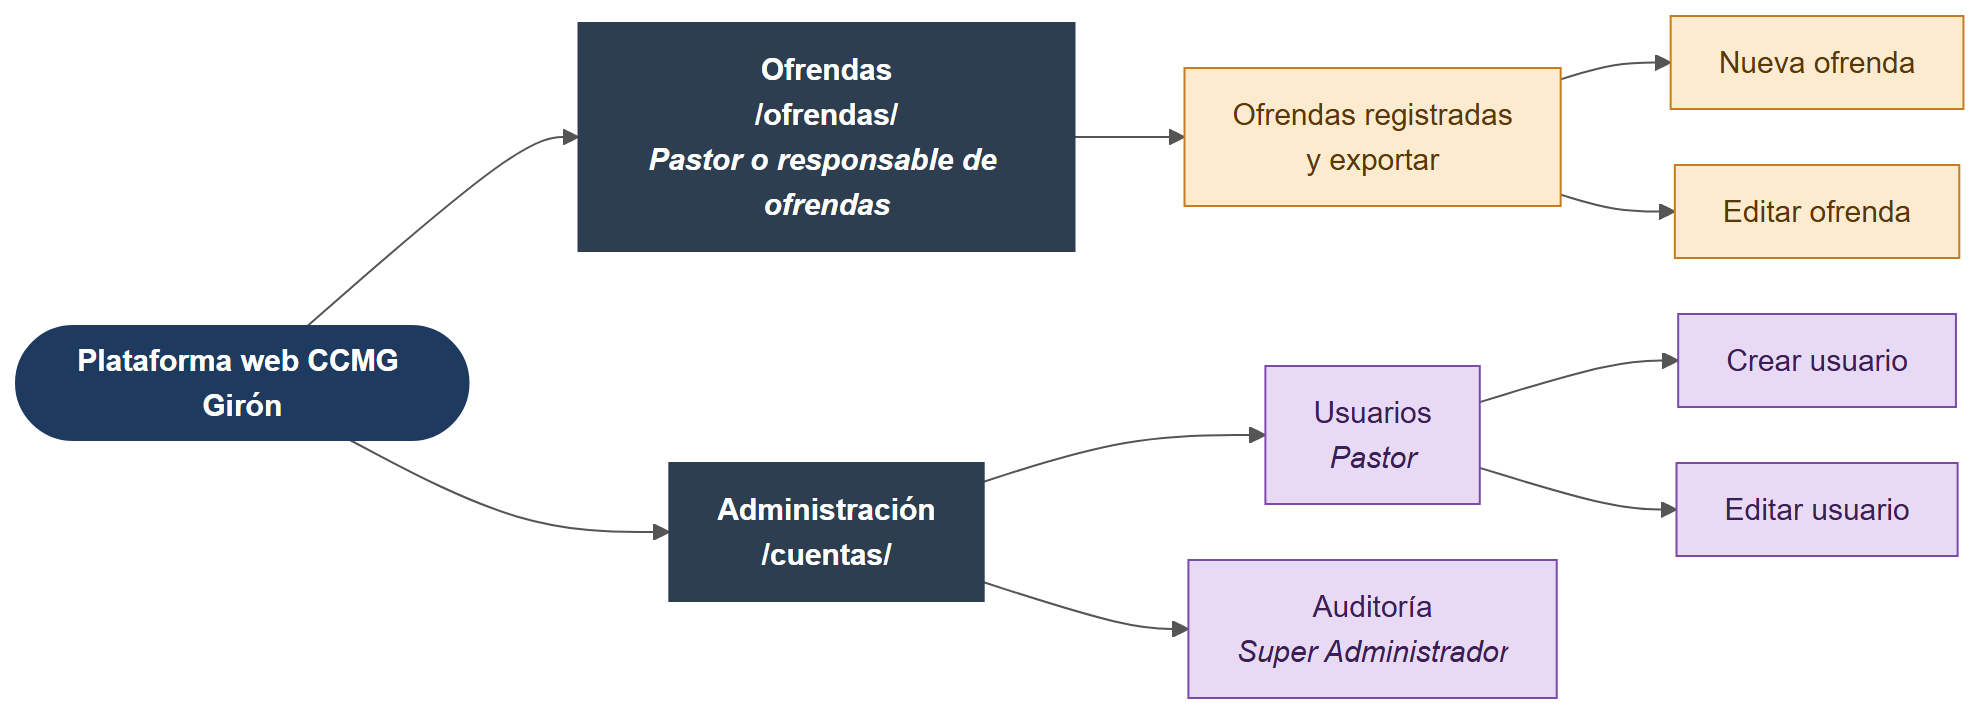 Plataforma web CCMG
Girón
Ofrendas
/ofrendas/
Pastor o responsable de
ofrendas
Ofrendas registradas
y exportar
Nueva ofrenda
Editar ofrenda
Administración
/cuentas/
Usuarios
Pastor
Crear usuario
Editar usuario
Auditoría
Super Administrador